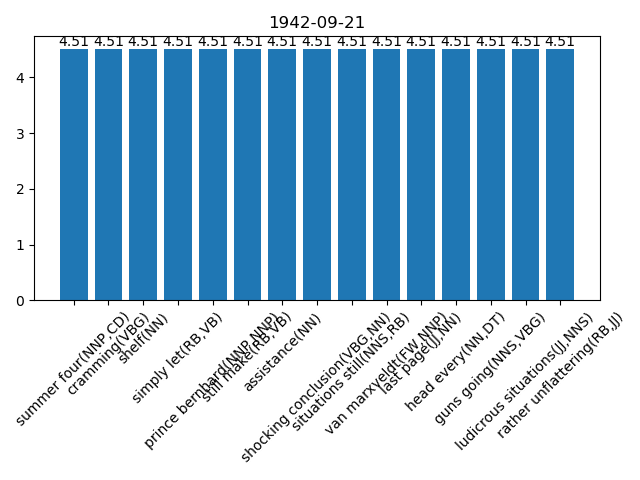 1942-09-21
4.51 4.51 4.51 4.51 4.51 4.51 4.51 4.51 4.51 4.51 4.51 4.51 4.51 4.51 4.51
4
3
2
1
0
summer four(NNP,CD)
cramming(VBG)
shelf(NN)
simply let(RB,VB)
prince bernhard(NNP,NNP)
still make(RB,VB)
assistance(NN)
shocking conclusion(VBG,NN)
situations still(NNS,RB)
van marxveldt(FW,NNP)
last page(JJ,NN)
head every(NN,DT)
guns going(NNS,VBG)
ludicrous situations(JJ,NNS)
rather unflattering(RB,JJ)